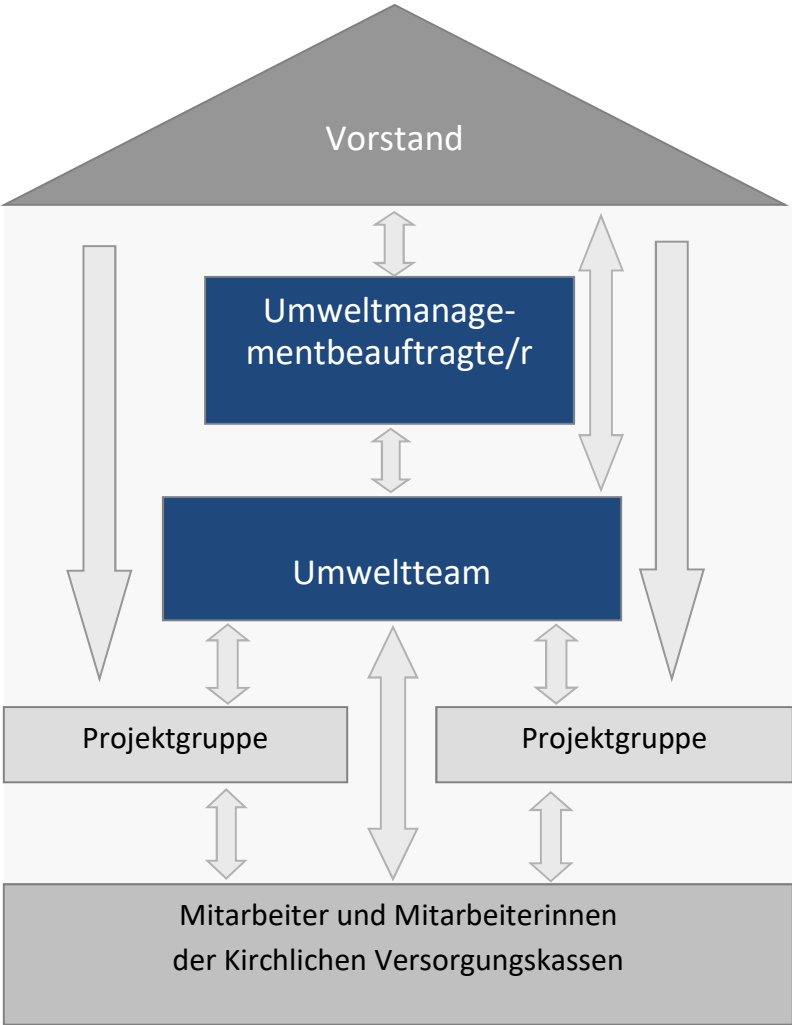 Vorstand
Umweltmanage-
mentbeauftragte/r
Umweltteam
Projektgruppe
Projektgruppe
Mitarbeiter und Mitarbeiterinnen
der Kirchlichen Versorgungskassen